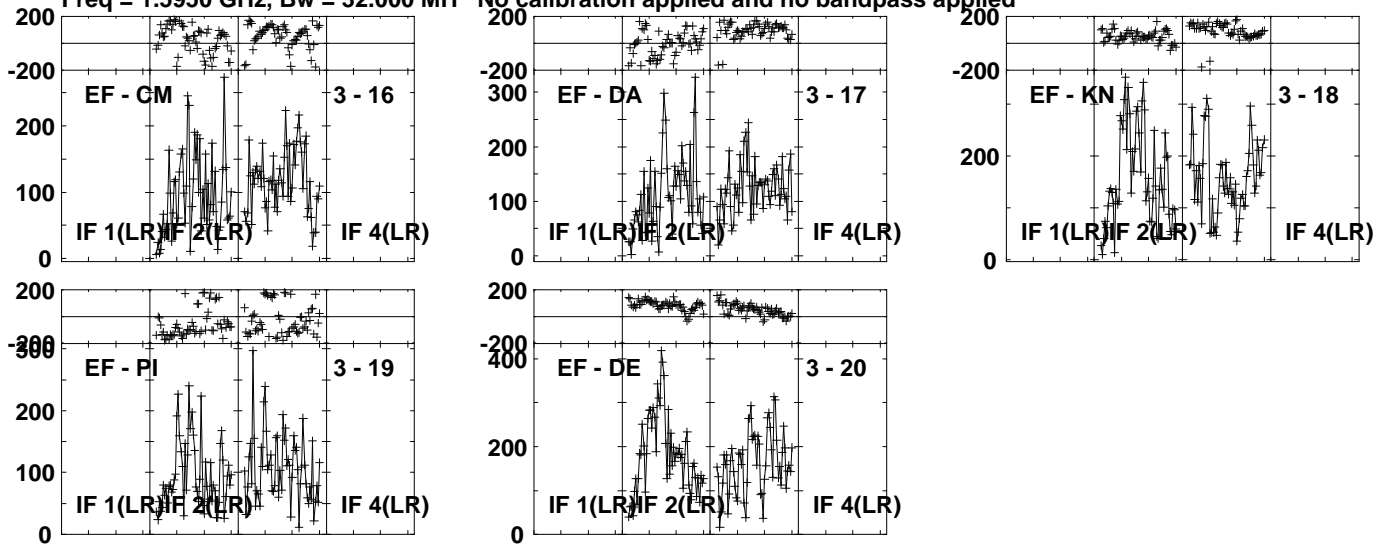 Freq = 1.5950 GHz, Bw = 32.000 MH No calibration applied and no bandpass applied
200 200 200
-200 -200 -200
EF - CM 3 - 16 300 EF - DA 3 - 17 EF - KN 3 - 18
200 200 200
100 100
IF 1(LR) IF 2(LR) IF 4(LR) IF 1(LR) IF 2(LR) IF 4(LR) IF 1(LR) IF 2(LR) IF 4(LR)
0 0 0
200 200
-200 -200
300 EF - PI 3 - 19 400 EF - DE 3 - 20
200 200
100
IF 1(LR) IF 2(LR) IF 4(LR) IF 1(LR) IF 2(LR) IF 4(LR)
0 0